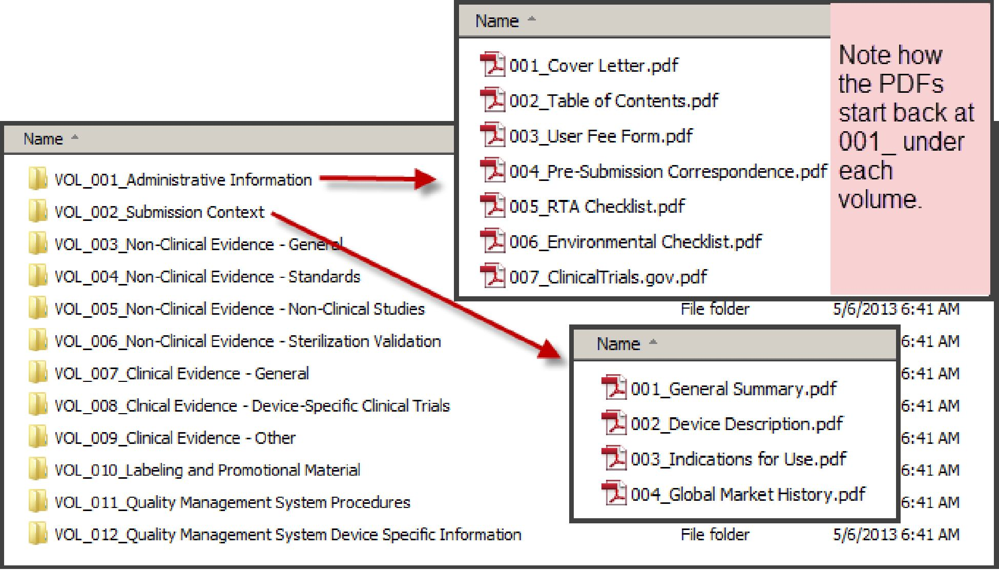 Name
001_Cover Letter.pdf
002_Table of Contents.pdf
003_User Fee Form.pdf
004_Pre-Submission Correspondence.pdf
005_RTA Checklist.pdf
006_Environmental Checklist.pdf
007_ClinicalTrials.gov.pdf
Note how
the PDFs
start back at
001_ under
each
volume.
Name
VOL_001_Administrative Information
VOL_002_Submission Context
VOL_003_Non-Clinical Evidence - General
VOL_004_Non-Clinical Evidence - Standards
VOL_005_Non-Clinical Evidence - Non-Clinical Studies File folder 5/6/2013 6:41 AM
VOL_006_Non-Clinical Evidence - Sterilization Validation 6:41 AM
VOL_007_Clinical Evidence - General 6:41 AM
VOL_008_Clnical Evidence - Device-Specific Clinical Trials 6:41 AM
VOL_009_Clinical Evidence - Other 6:41 AM
VOL_010_Labeling and Promotional Material 6:41 AM
VOL_011_Quality Management System Procedures 6:41 AM
VOL_012_Quality Management System Device Specific Information File folder 5/6/2013 6:41 AM
Name
001_General Summary.pdf
002_Device Description.pdf
003_Indications for Use.pdf
004_Global Market History.pdf